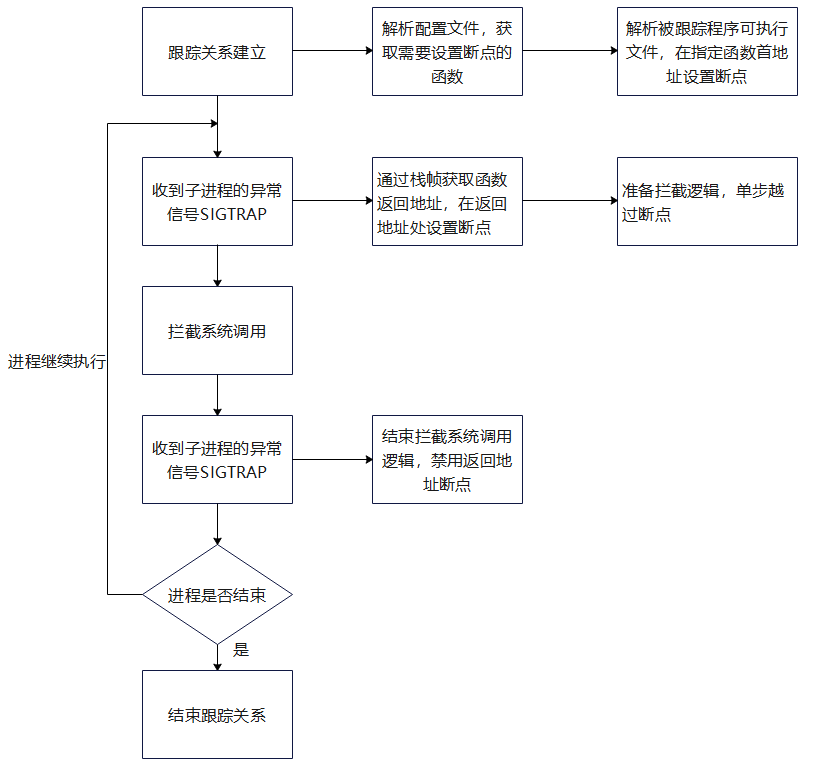 跟踪关系建立
解析配置文件，获
取需要设置断点的
函数
解析被跟踪程序可执行
文件，在指定函数首地
址设置断点
收到子进程的异常
信号SIGTRAP
通过栈帧获取函数
返回地址，在返回
地址处设置断点
准备拦截逻辑，单步越
过断点
拦截系统调用
进程继续执行
收到子进程的异常
信号SIGTRAP
结束拦截系统调用
逻辑，禁用返回地
址断点
进程是否结束
是
结束跟踪关系